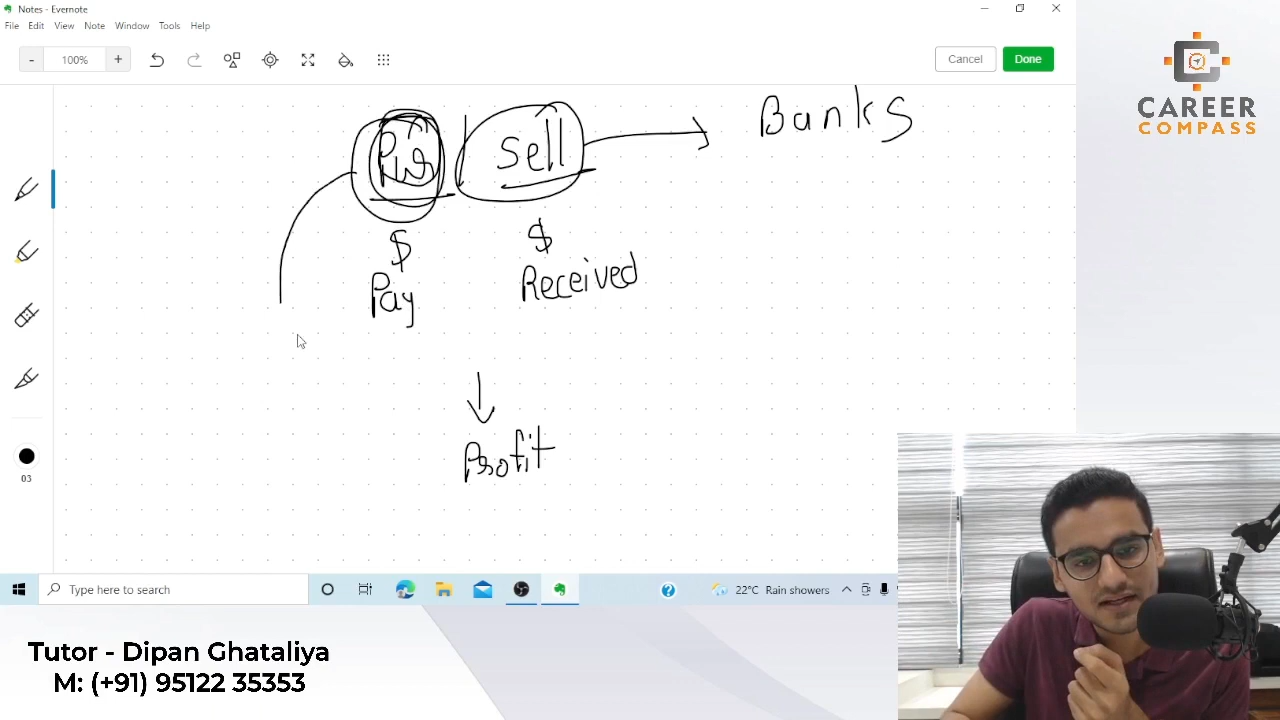 Notes - Evernote
File Edit View Note Window Tools Help
- 100% + Cancel Done
CAREER
COMPASS
Pur sell Banks
$ $
Pay Received
Profit
03
Type here to search
22°C Rain showers
Tutor - Dipan Ghataliya
M: (+91) 95122 35353